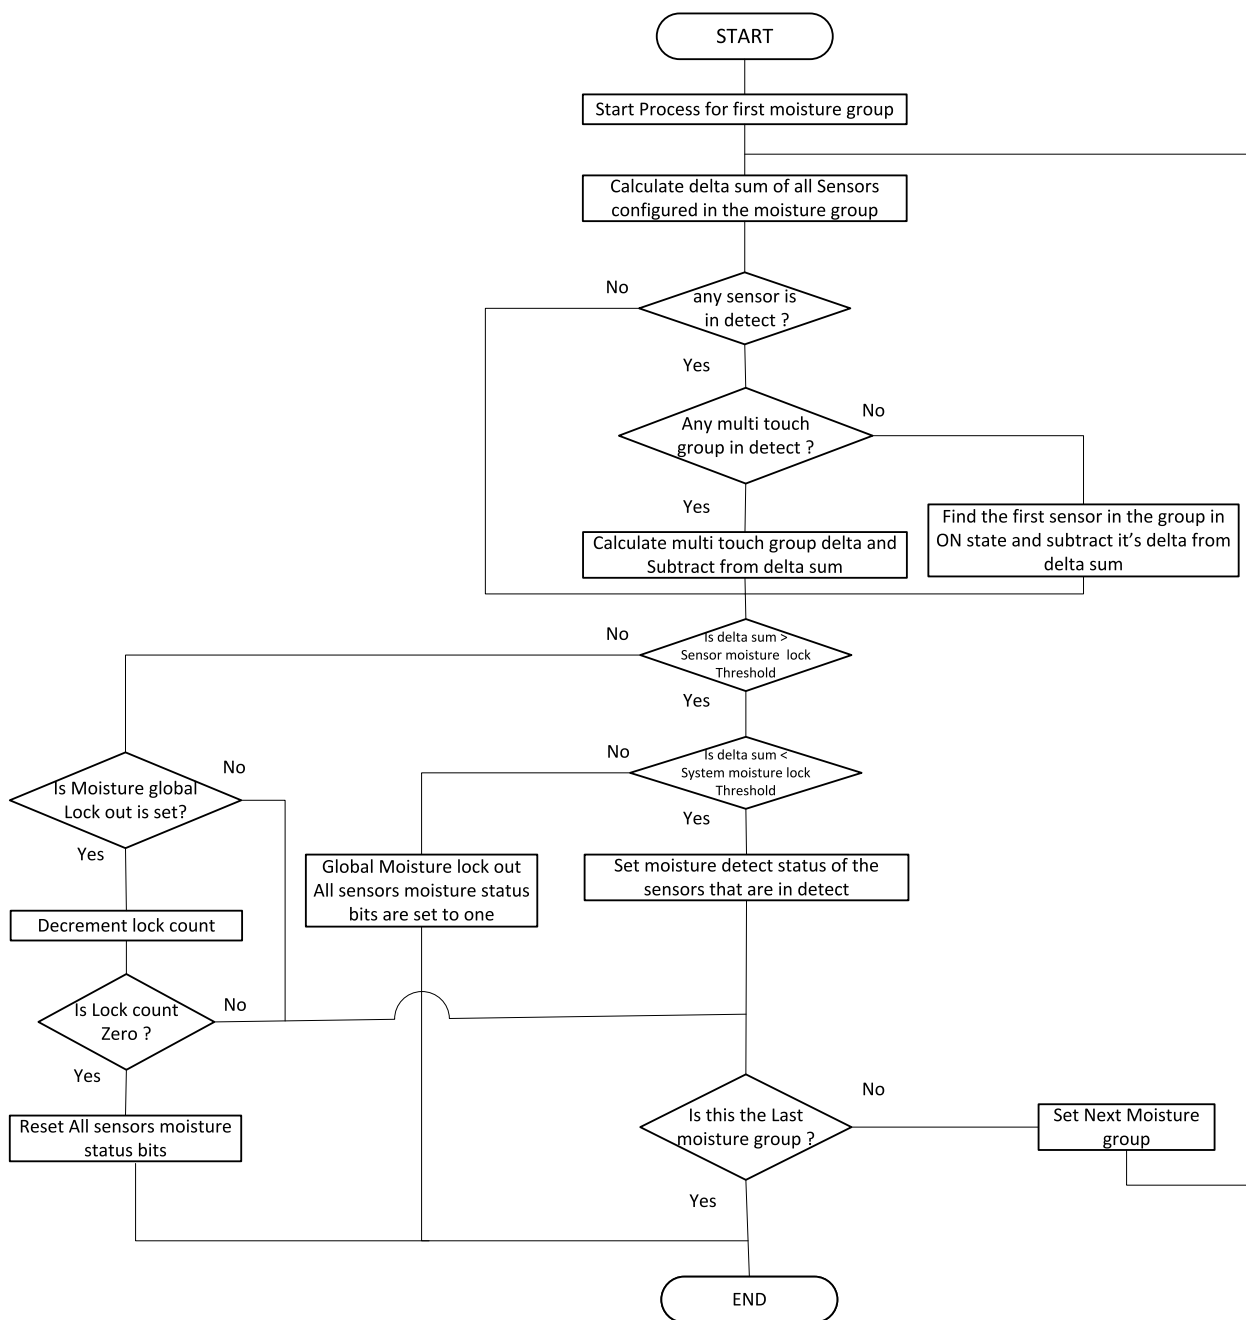 START
Start Process for first moisture group
Calculate delta sum of all Sensors
configured in the moisture group
No
any sensor is
in detect ?
Yes
No
Any multi touch
group in detect ?
Yes
Calculate multi touch group delta and
Subtract from delta sum
Find the first sensor in the group in
ON state and subtract it's delta from
delta sum
No
Is delta sum >
Sensor moisture lock
Threshold
Yes
No
Is delta sum <
System moisture lock
Threshold
Yes
Is Moisture global
Lock out is set?
No
Yes
Global Moisture lock out
All sensors moisture status
bits are set to one
Set moisture detect status of the
sensors that are in detect
Decrement lock count
Is Lock count
Zero ?
No
Yes
Reset All sensors moisture
status bits
Is this the Last
moisture group ?
No
Set Next Moisture
group
Yes
END